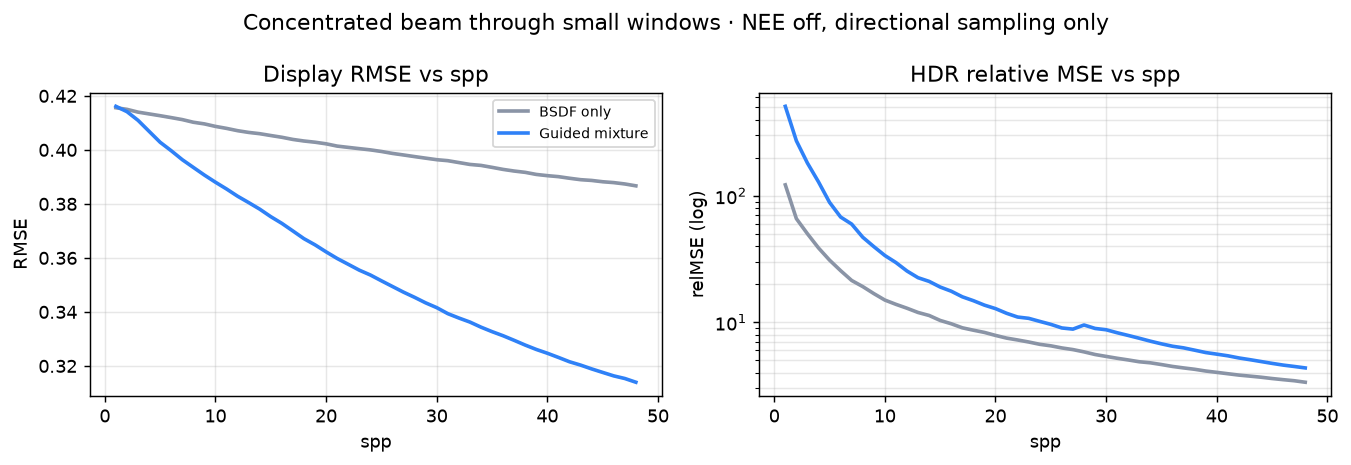 Concentrated beam through small windows · NEE off, directional sampling only
Display RMSE vs spp
RMSE
0.42
0.40
0.38
0.36
0.34
0.32
BSDF only
Guided mixture
0 10 20 30 40 50
spp
HDR relative MSE vs spp
relMSE (log)
10²
10¹
0 10 20 30 40 50
spp